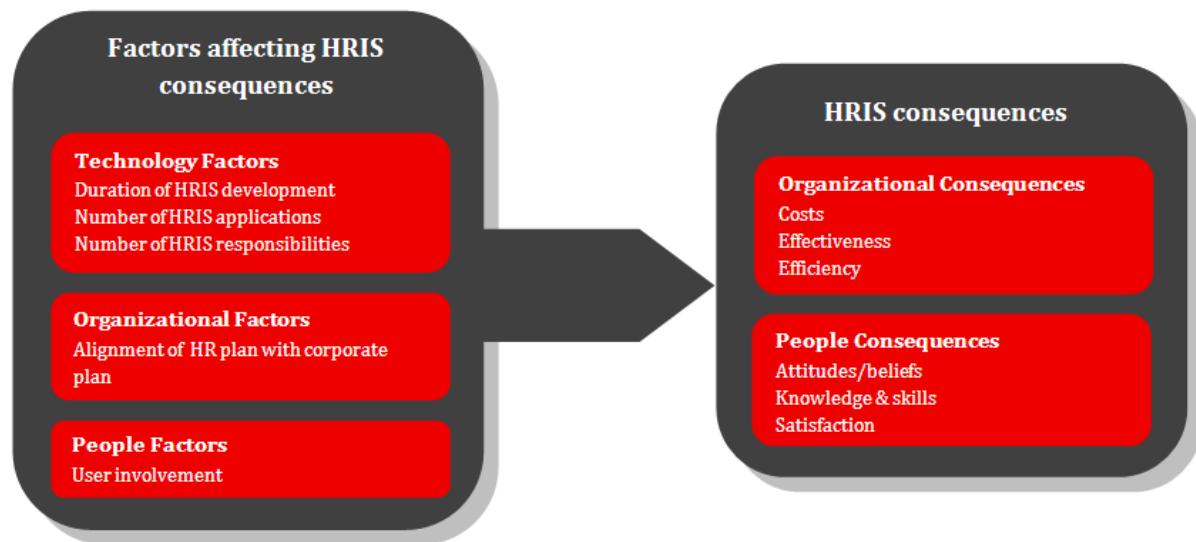 Factors affecting HRIS
consequences
Technology Factors
Duration of HRIS development
Number of HRIS applications
Number of HRIS responsibilities
Organizational Factors
Alignment of HR plan with corporate
plan
People Factors
User involvement
HRIS consequences
Organizational Consequences
Costs
Effectiveness
Efficiency
People Consequences
Attitudes/beliefs
Knowledge & skills
Satisfaction